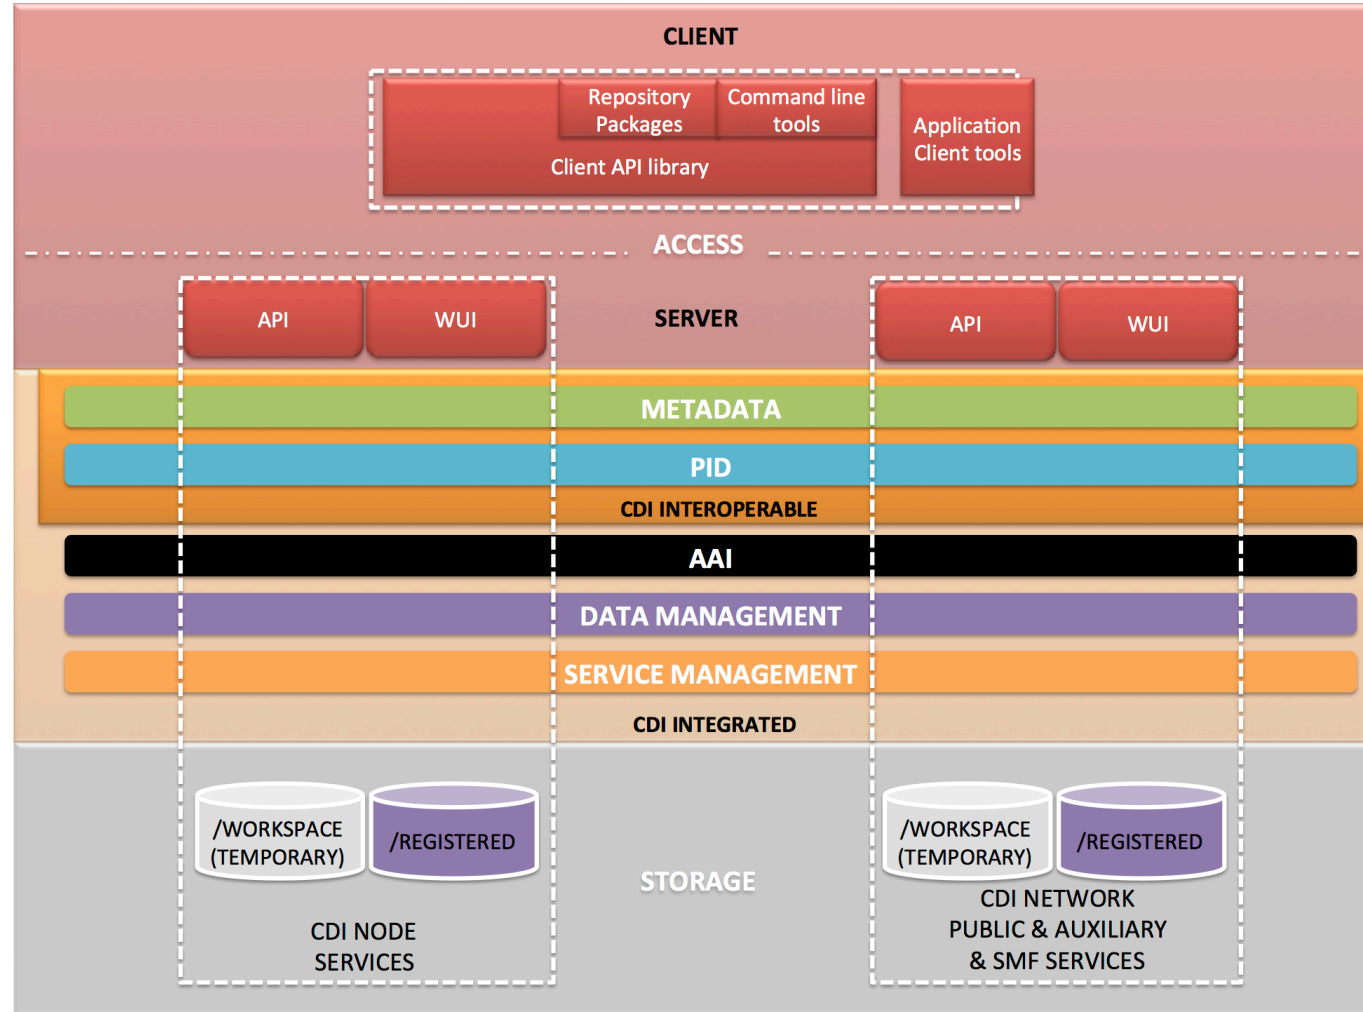 CLIENT
Repository
Packages
Command line
tools
Client API library
Application
Client tools
ACCESS
API
WUI
SERVER
API
WUI
METADATA
PID
CDI INTEROPERABLE
AAI
DATA MANAGEMENT
SERVICE MANAGEMENT
CDI INTEGRATED
/WORKSPACE
(TEMPORARY)
/REGISTERED
/WORKSPACE
(TEMPORARY)
/REGISTERED
STORAGE
CDI NODE
SERVICES
CDI NETWORK
PUBLIC & AUXILIARY
& SMF SERVICES